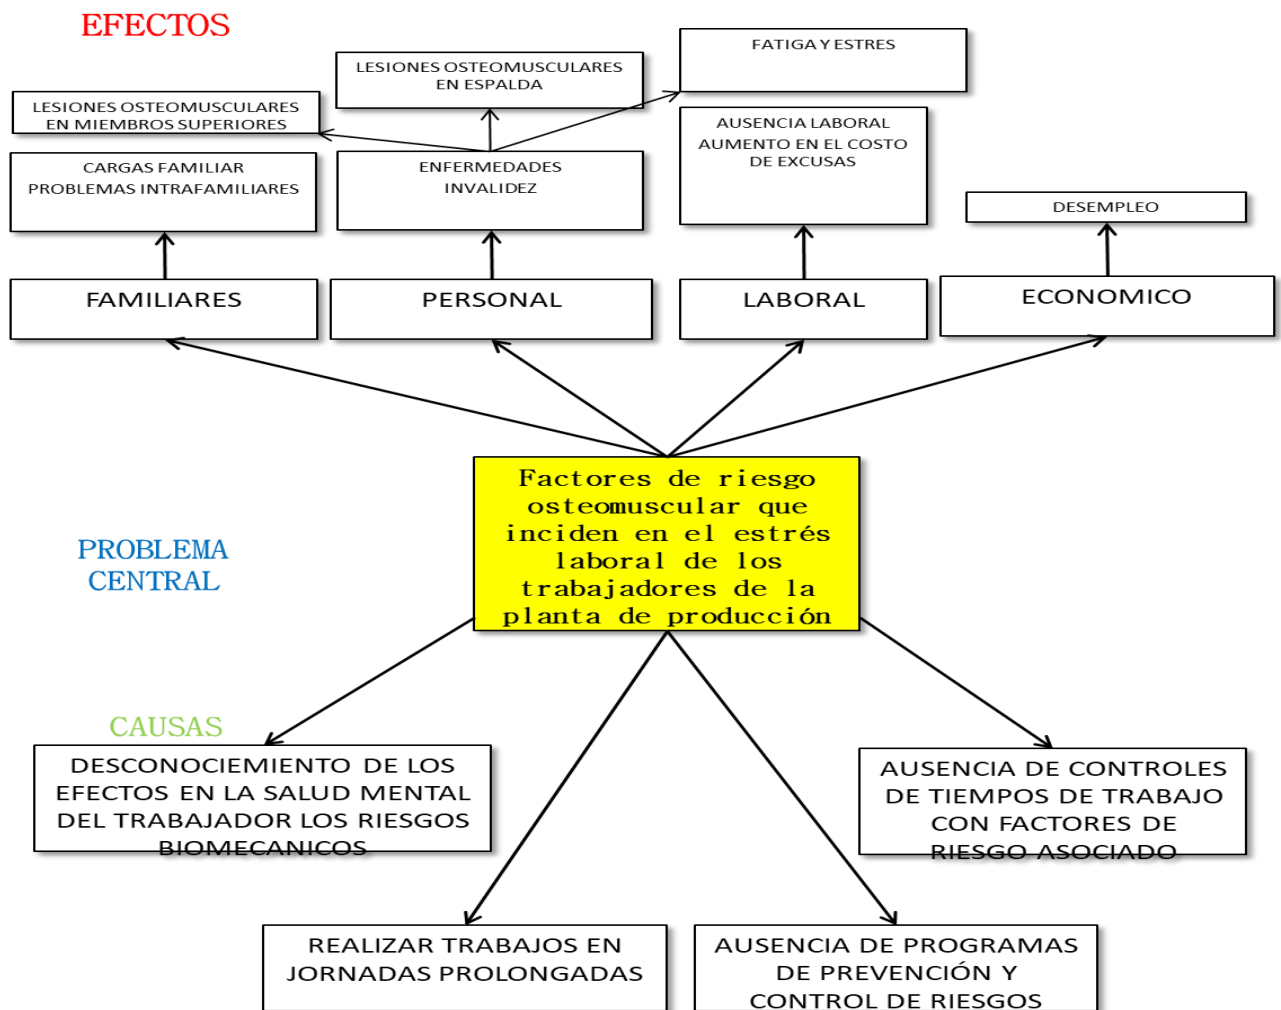 EFECTOS
FATIGA Y ESTRES
LESIONES OSTEOMUSCULARES
EN ESPALDA
LESIONES OSTEOMUSCULARES
EN MIEMBROS SUPERIORES
AUSENCIA LABORAL
AUMENTO EN EL COSTO
DE EXCUSAS
CARGAS FAMILIAR
PROBLEMAS INTRAFAMILIARES
ENFERMEDADES
INVALIDEZ
DESEMPLEO
FAMILIARES
PERSONAL
LABORAL
ECONOMICO
PROBLEMA
CENTRAL
Factores de riesgo
osteomuscular que
inciden en el estrés
laboral de los
trabajadores de la
planta de producción
CAUSAS
DESCONOCIEMIENTO DE LOS
EFECTOS EN LA SALUD MENTAL
DEL TRABAJADOR LOS RIESGOS
BIOMECANICOS
AUSENCIA DE CONTROLES
DE TIEMPOS DE TRABAJO
CON FACTORES DE
RIESGO ASOCIADO
REALIZAR TRABAJOS EN
JORNADAS PROLONGADAS
AUSENCIA DE PROGRAMAS
DE PREVENCIÓN Y
CONTROL DE RIESGOS